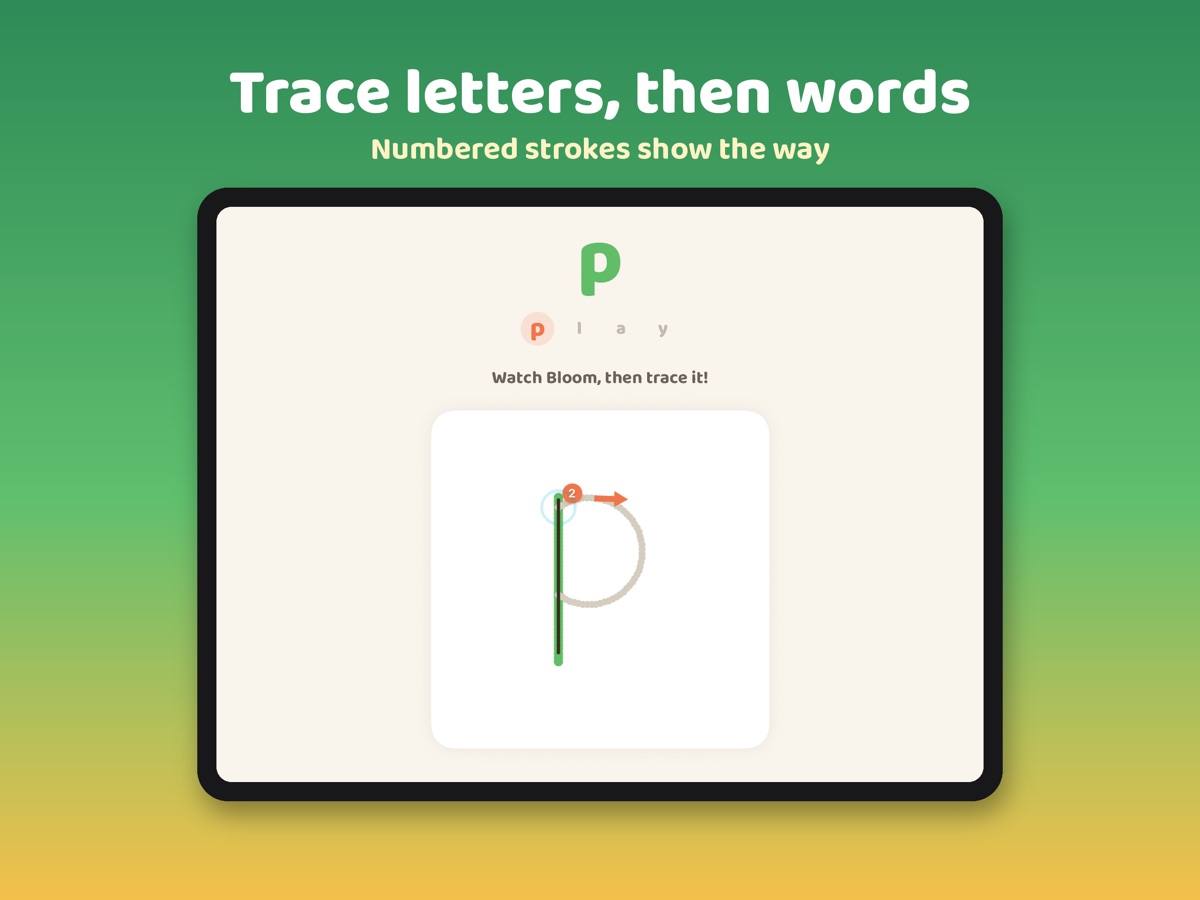 Trace letters, then words
Numbered strokes show the way
p
p l a y
Watch Bloom, then trace it!
2